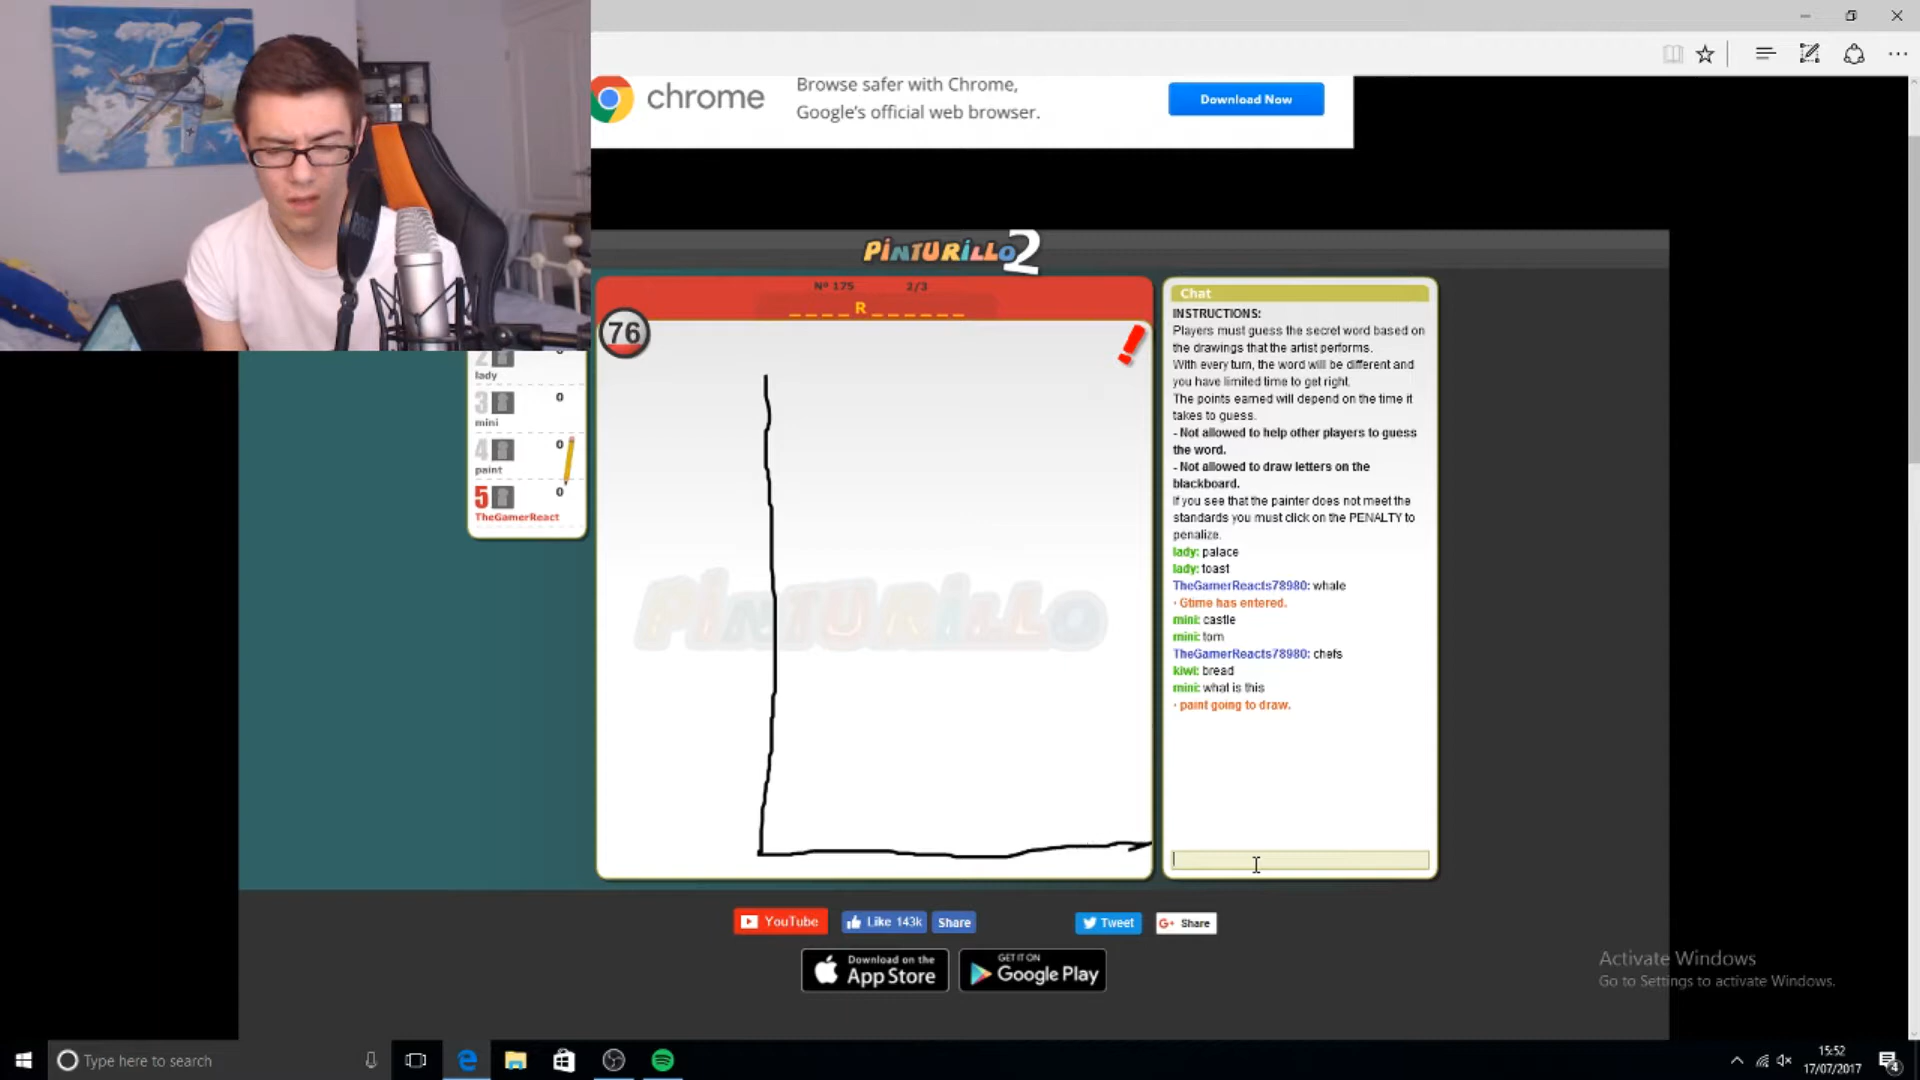 chrome
Browse safer with Chrome,
Google's official web browser.
Download Now
PiNTURiLLO 2
Nº 175 2/3
_ _ _ _ R _ _ _ _ _ _
76
2
lady
3 0
mini
4 0
paint
5 0
TheGamerReact
PiNTURiLLO
Chat
INSTRUCTIONS:
Players must guess the secret word based on
the drawings that the artist performs.
With every turn, the word will be different and
you have limited time to get right.
The points earned will depend on the time it
takes to guess.
- Not allowed to help other players to guess
the word.
- Not allowed to draw letters on the
blackboard.
If you see that the painter does not meet the
standards you must click on the PENALTY to
penalize.
lady: palace
lady: toast
TheGamerReacts78980: whale
· Gtime has entered.
mini: castle
mini: torn
TheGamerReacts78980: chefs
kiwi: bread
mini: what is this
· paint going to draw.
YouTube
Like 143k
Share
Tweet
G+ Share
Download on the
App Store
GET IT ON
Google Play
Activate Windows
Go to Settings to activate Windows.
Type here to search
15:52
17/07/2017
4